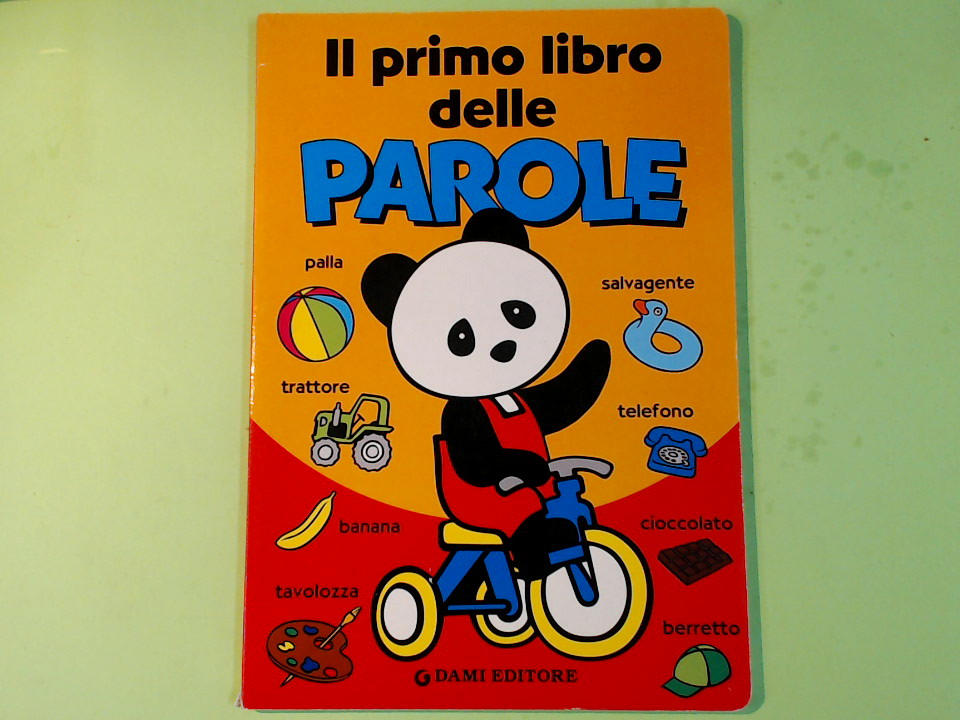 Il primo libro
delle
PAROLE
palla
salvagente
trattore
telefono
banana
cioccolato
tavolozza
berretto
G DAMI EDITORE